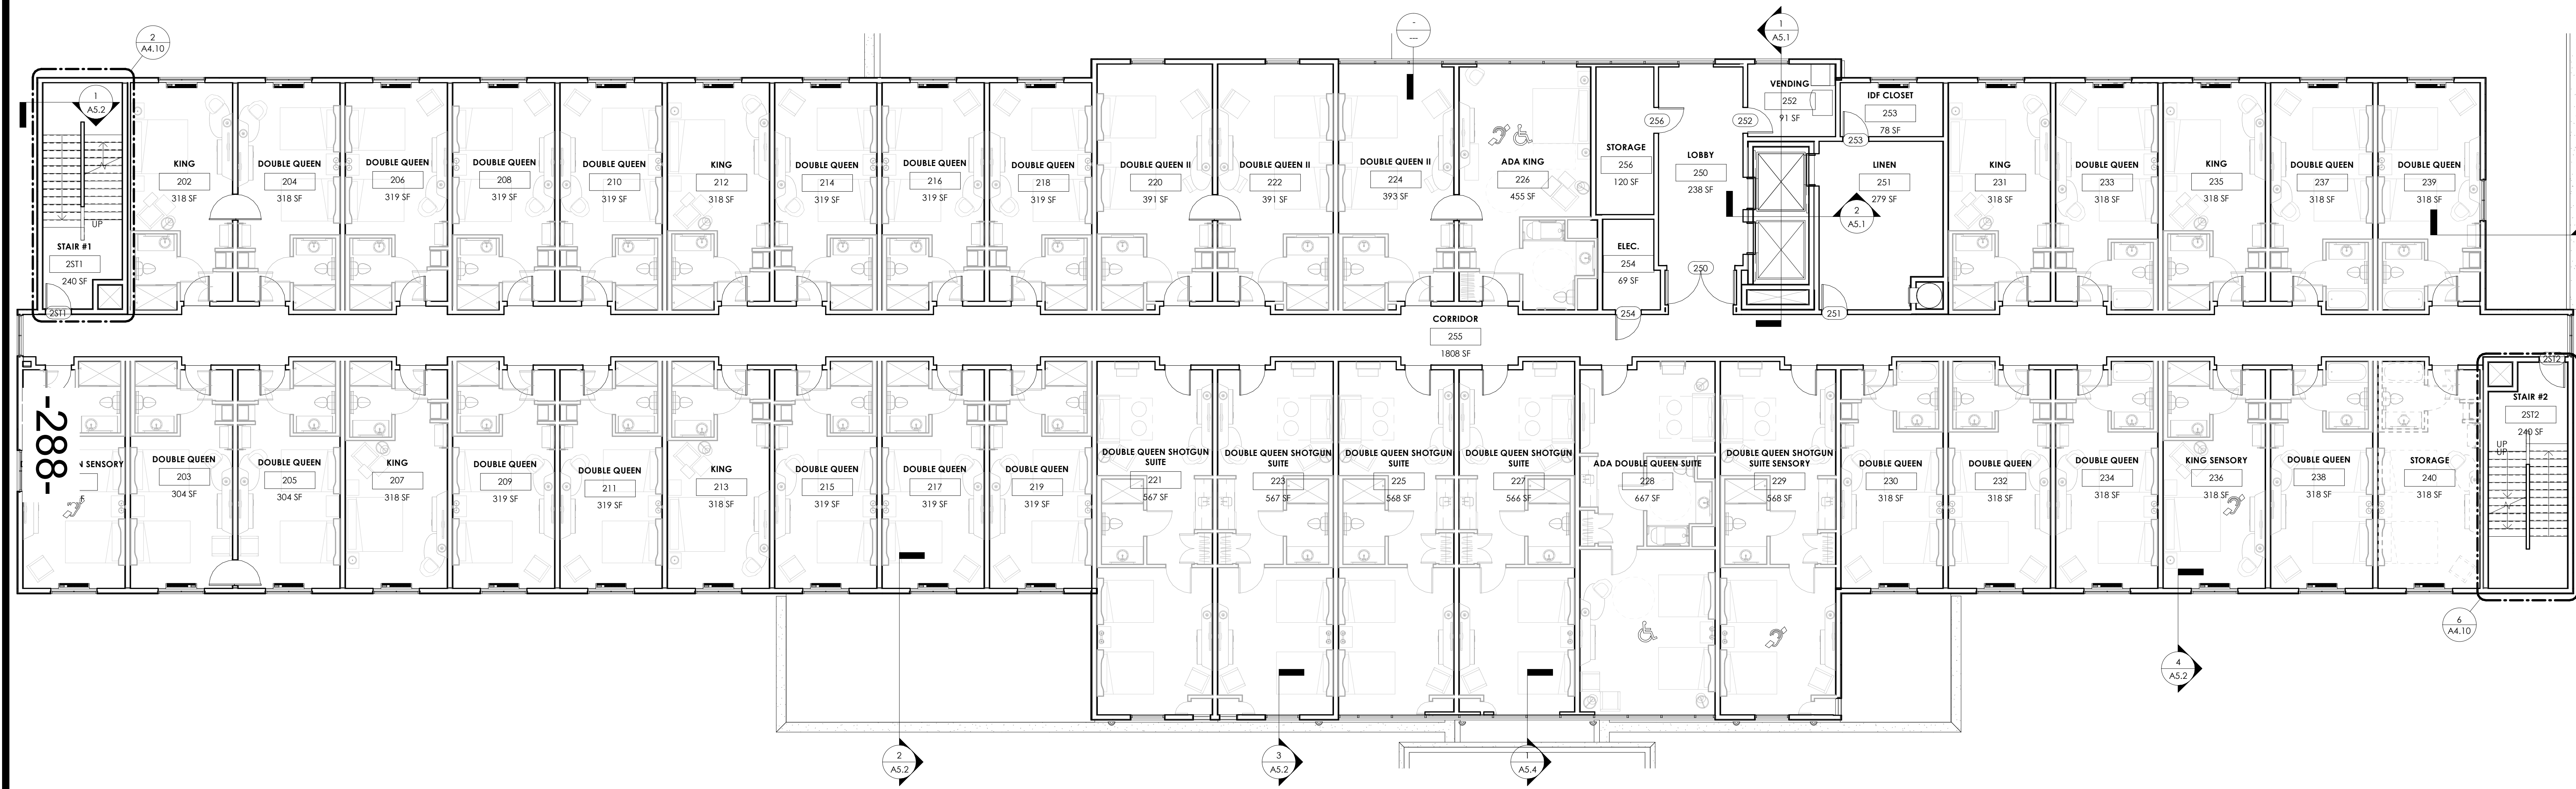 2
A4.10
-
---
1
A5.1
1
A5.2
UP
STAIR #1
2ST1
240 SF
2ST1
KING
202
318 SF
DOUBLE QUEEN
204
318 SF
DOUBLE QUEEN
206
319 SF
DOUBLE QUEEN
208
319 SF
DOUBLE QUEEN
210
319 SF
KING
212
318 SF
DOUBLE QUEEN
214
319 SF
DOUBLE QUEEN
216
319 SF
DOUBLE QUEEN
218
319 SF
DOUBLE QUEEN II
220
391 SF
DOUBLE QUEEN II
222
391 SF
DOUBLE QUEEN II
224
393 SF
ADA KING
226
455 SF
STORAGE
256
120 SF
256
ELEC.
254
69 SF
254
LOBBY
250
238 SF
250
VENDING
252
91 SF
252
IDF CLOSET
253
78 SF
253
LINEN
251
279 SF
2
A5.1
251
KING
231
318 SF
DOUBLE QUEEN
233
318 SF
KING
235
318 SF
DOUBLE QUEEN
237
318 SF
DOUBLE QUEEN
239
318 SF
CORRIDOR
255
1808 SF
-288-
N SENSORY
DOUBLE QUEEN
203
304 SF
DOUBLE QUEEN
205
304 SF
KING
207
318 SF
DOUBLE QUEEN
209
319 SF
DOUBLE QUEEN
211
319 SF
KING
213
318 SF
DOUBLE QUEEN
215
319 SF
DOUBLE QUEEN
217
319 SF
DOUBLE QUEEN
219
319 SF
DOUBLE QUEEN SHOTGUN
SUITE
221
567 SF
DOUBLE QUEEN SHOTGUN
SUITE
223
567 SF
DOUBLE QUEEN SHOTGUN
SUITE
225
568 SF
DOUBLE QUEEN SHOTGUN
SUITE
227
566 SF
ADA DOUBLE QUEEN SUITE
228
667 SF
DOUBLE QUEEN SHOTGUN
SUITE SENSORY
229
568 SF
DOUBLE QUEEN
230
318 SF
DOUBLE QUEEN
232
318 SF
DOUBLE QUEEN
234
318 SF
KING SENSORY
236
318 SF
DOUBLE QUEEN
238
318 SF
STORAGE
240
318 SF
2ST2
STAIR #2
2ST2
240 SF
UP
UP
6
A4.10
4
A5.2
2
A5.2
3
A5.2
1
A5.4